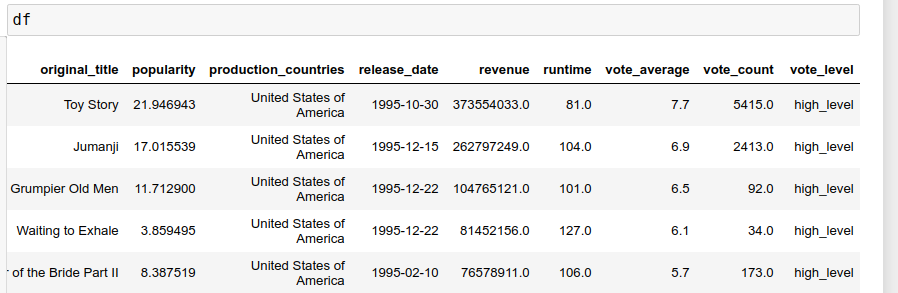 df
original_title popularity production_countries release_date revenue runtime vote_average vote_count vote_level
Toy Story 21.946943 United States of America 1995-10-30 373554033.0 81.0 7.7 5415.0 high_level
Jumanji 17.015539 United States of America 1995-12-15 262797249.0 104.0 6.9 2413.0 high_level
Grumpier Old Men 11.712900 United States of America 1995-12-22 104765121.0 101.0 6.5 92.0 high_level
Waiting to Exhale 3.859495 United States of America 1995-12-22 81452156.0 127.0 6.1 34.0 high_level
of the Bride Part II 8.387519 United States of America 1995-02-10 76578911.0 106.0 5.7 173.0 high_level